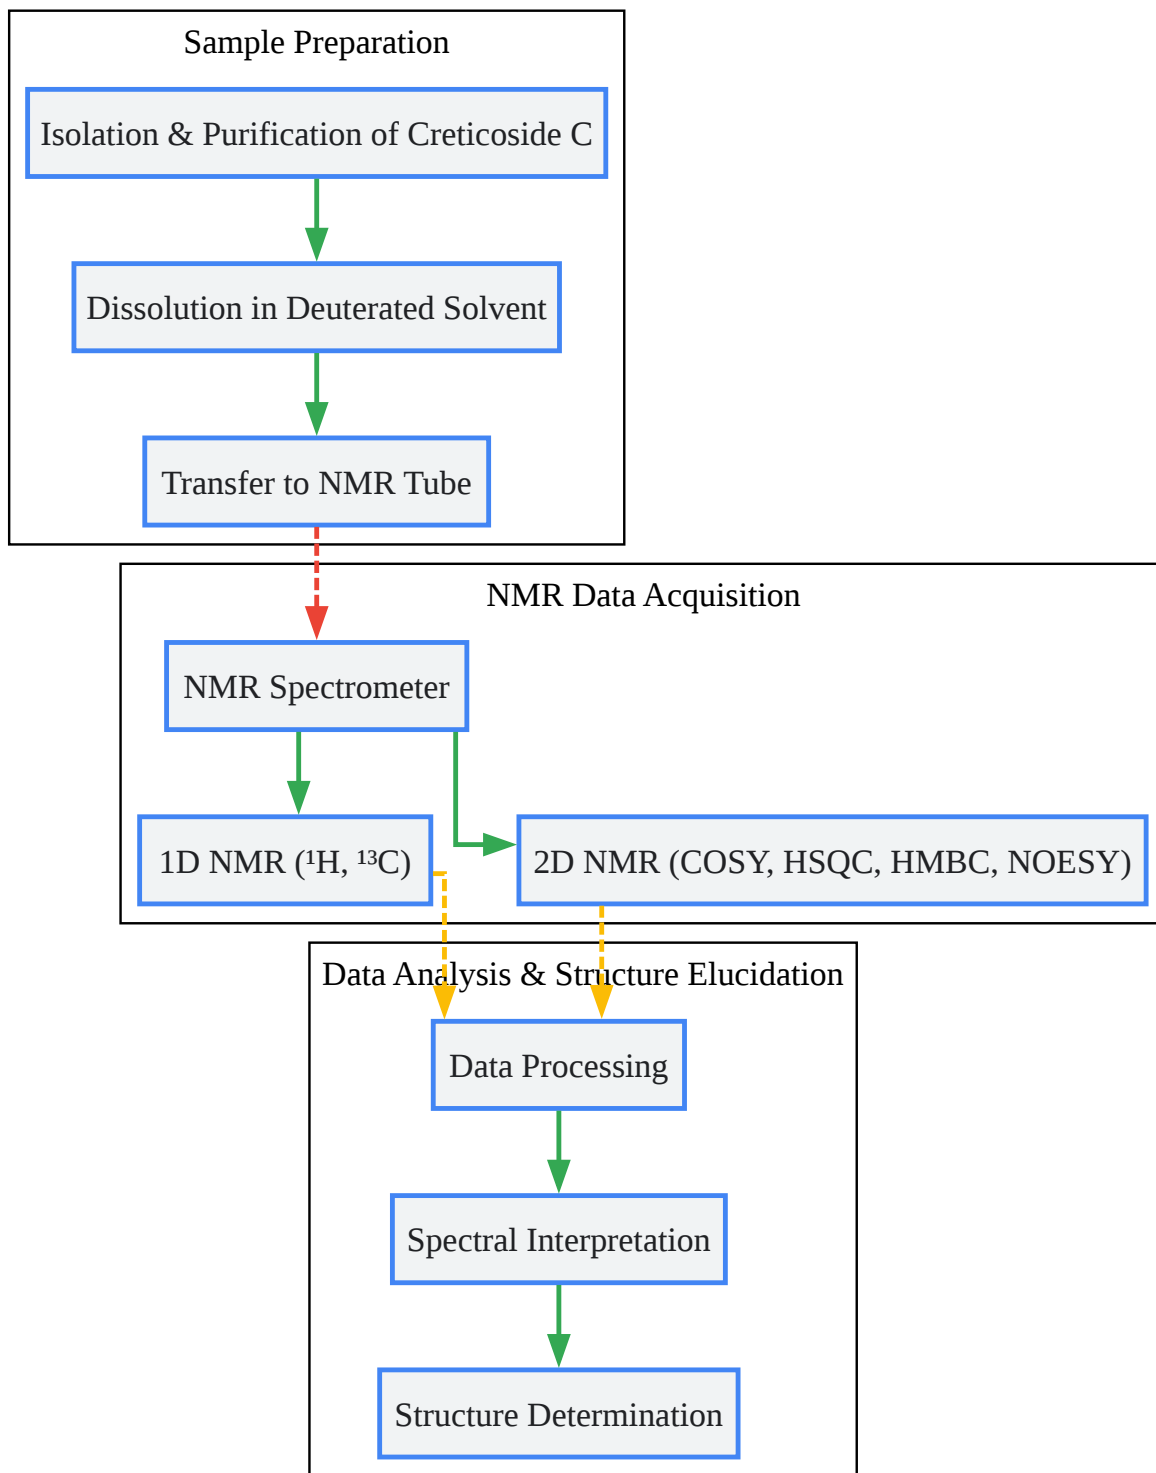 Sample Preparation
Isolation & Purification of Creticoside C
Dissolution in Deuterated Solvent
Transfer to NMR Tube
NMR Data Acquisition
NMR Spectrometer
1D NMR (¹H, ¹³C)
2D NMR (COSY, HSQC, HMBC, NOESY)
Data Analysis & Structure Elucidation
Data Processing
Spectral Interpretation
Structure Determination